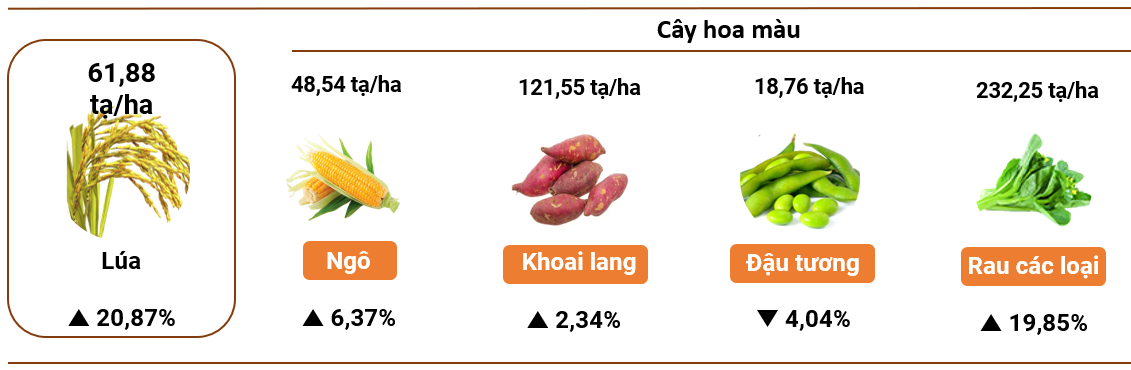 Cây hoa màu
61,88
tạ/ha
Lúa
▲ 20,87%
48,54 tạ/ha
Ngô
▲ 6,37%
121,55 tạ/ha
Khoai lang
▲ 2,34%
18,76 tạ/ha
Đậu tương
▼ 4,04%
232,25 tạ/ha
Rau các loại
▲ 19,85%